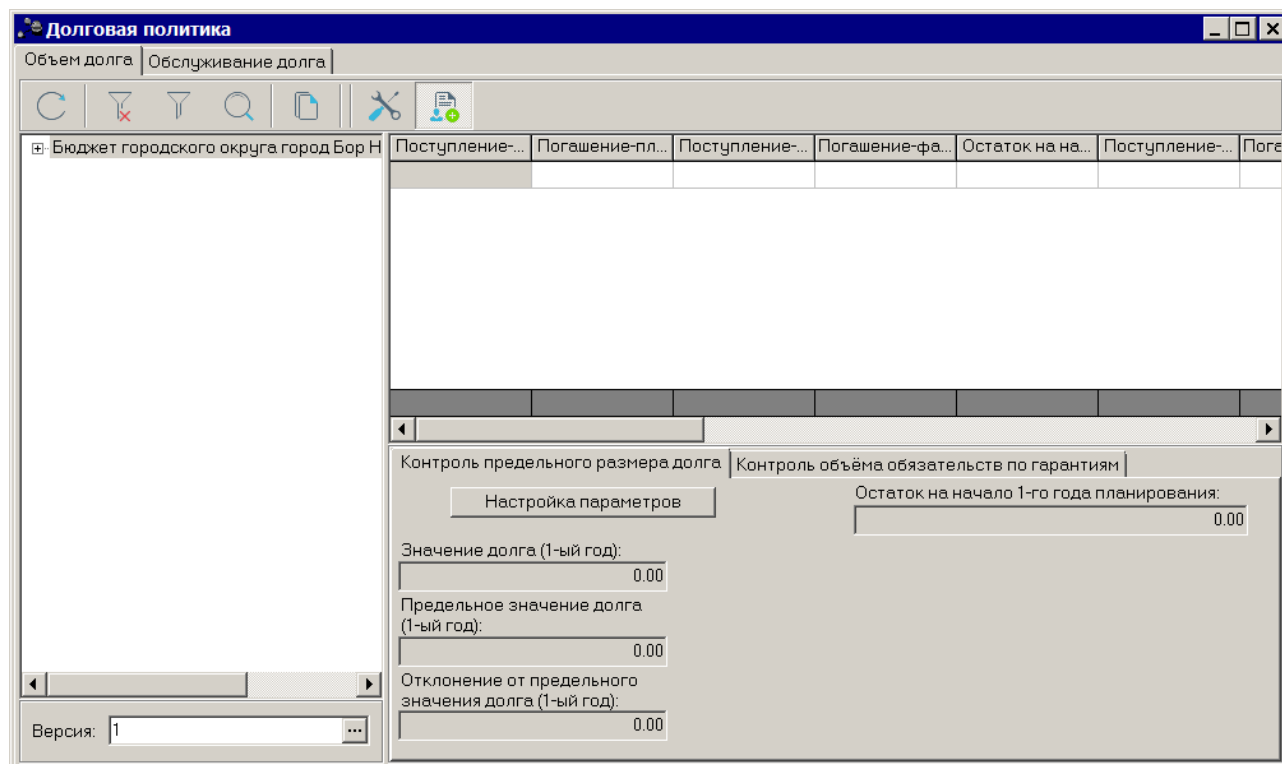 Долговая политика
Объем долга
Обслуживание долга
Бюджет городского округа город Бор Н
Поступление-...
Погашение-пл...
Поступление-...
Погашение-фа...
Остаток на на...
Поступление-...
Пога
Контроль предельного размера долга
Контроль объёма обязательств по гарантиям
Настройка параметров
Остаток на начало 1-го года планирования:
0.00
Значение долга (1-ый год):
0.00
Предельное значение долга
(1-ый год):
0.00
Отклонение от предельного
значения долга (1-ый год):
0.00
Версия:
1
...